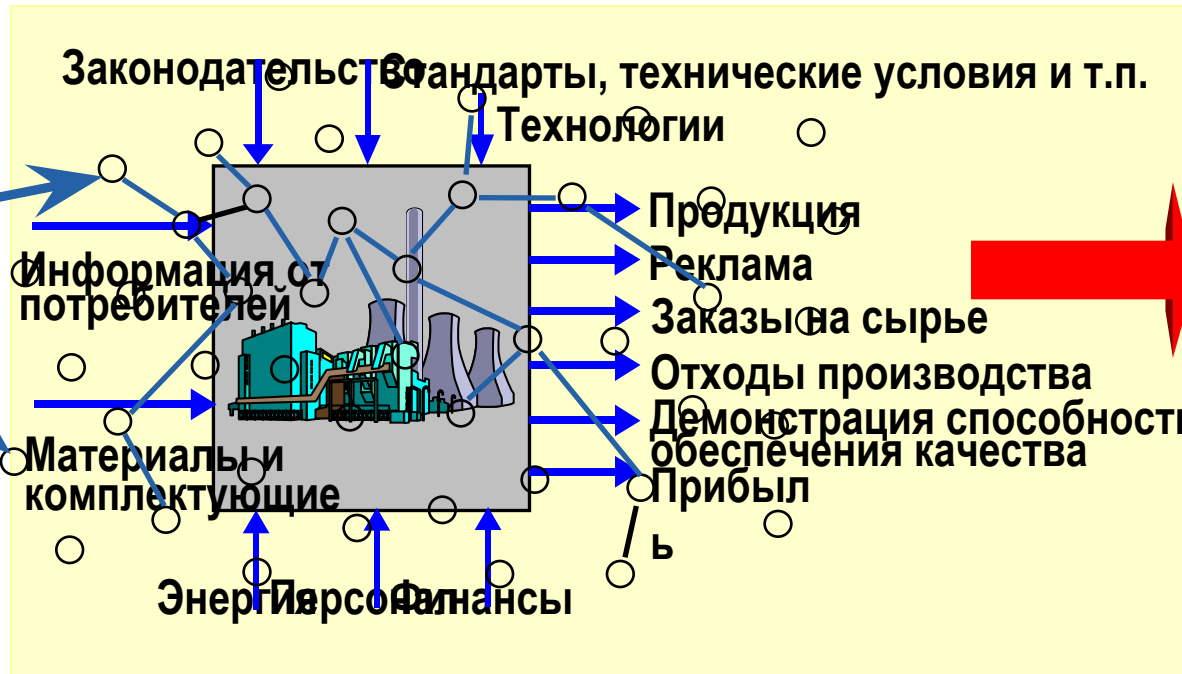 Законодательство
Стандарты, технические условия и т.п.
Технологии
Продукция
Информация от
потребителей
Реклама
Заказы на сырье
Отходы производства
Демонстрация способность
обеспечения качества
Материалы и
комплектующие
Прибыл
ь
Энергия
Персонал
Финансы